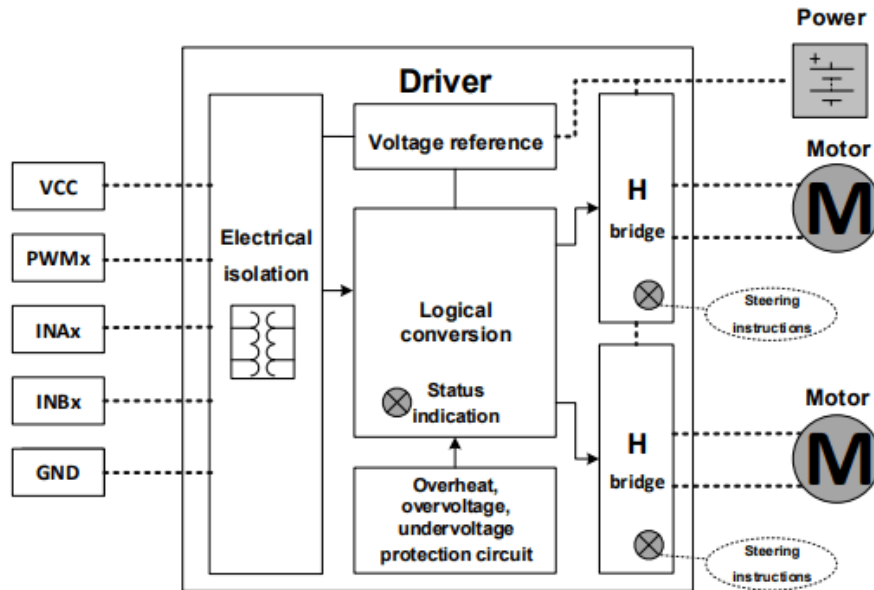 Power
Driver
Voltage reference
Motor
M
VCC
PWMx
INAx
INBx
GND
Electrical
isolation
Logical
conversion
Status
indication
H
bridge
Steering
instructions
Overheat,
overvoltage,
undervoltage
protection circuit
H
bridge
Steering
instructions
Motor
M